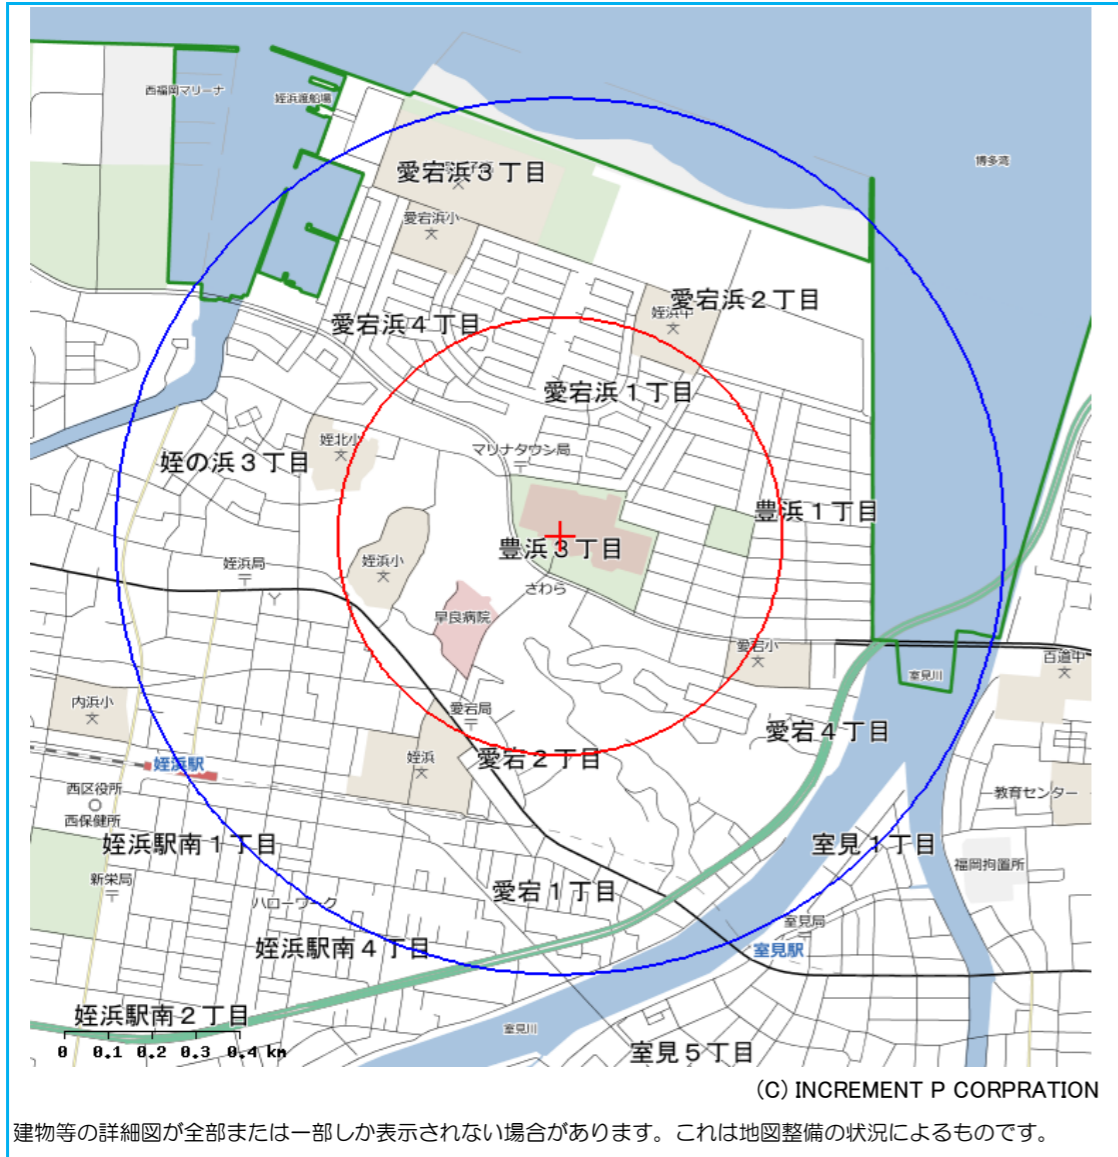 西福岡マリーナ
姪浜渡船場
博多湾
愛宕浜３丁目
愛宕浜小
愛宕浜２丁目
姪浜中
愛宕浜４丁目
愛宕浜１丁目
姪北小
マリナタウン局
姪の浜３丁目
豊浜１丁目
豊浜３丁目
姪浜局
姪浜小
さわら
早良病院
愛宕小
百道中
室見川
内浜小
愛宕局
愛宕４丁目
姪浜
愛宕２丁目
姪浜駅
西区役所
教育センター
西保健所
姪浜駅南１丁目
室見１丁目
福岡拘置所
新栄局
愛宕１丁目
ハローワーク
室見局
姪浜駅南４丁目
室見駅
姪浜駅南２丁目
室見川
0 0.1 0.2 0.3 0.4 km
室見５丁目
(C) INCREMENT P CORPRATION
建物等の詳細図が全部または一部しか表示されない場合があります。これは地図整備の状況によるものです。